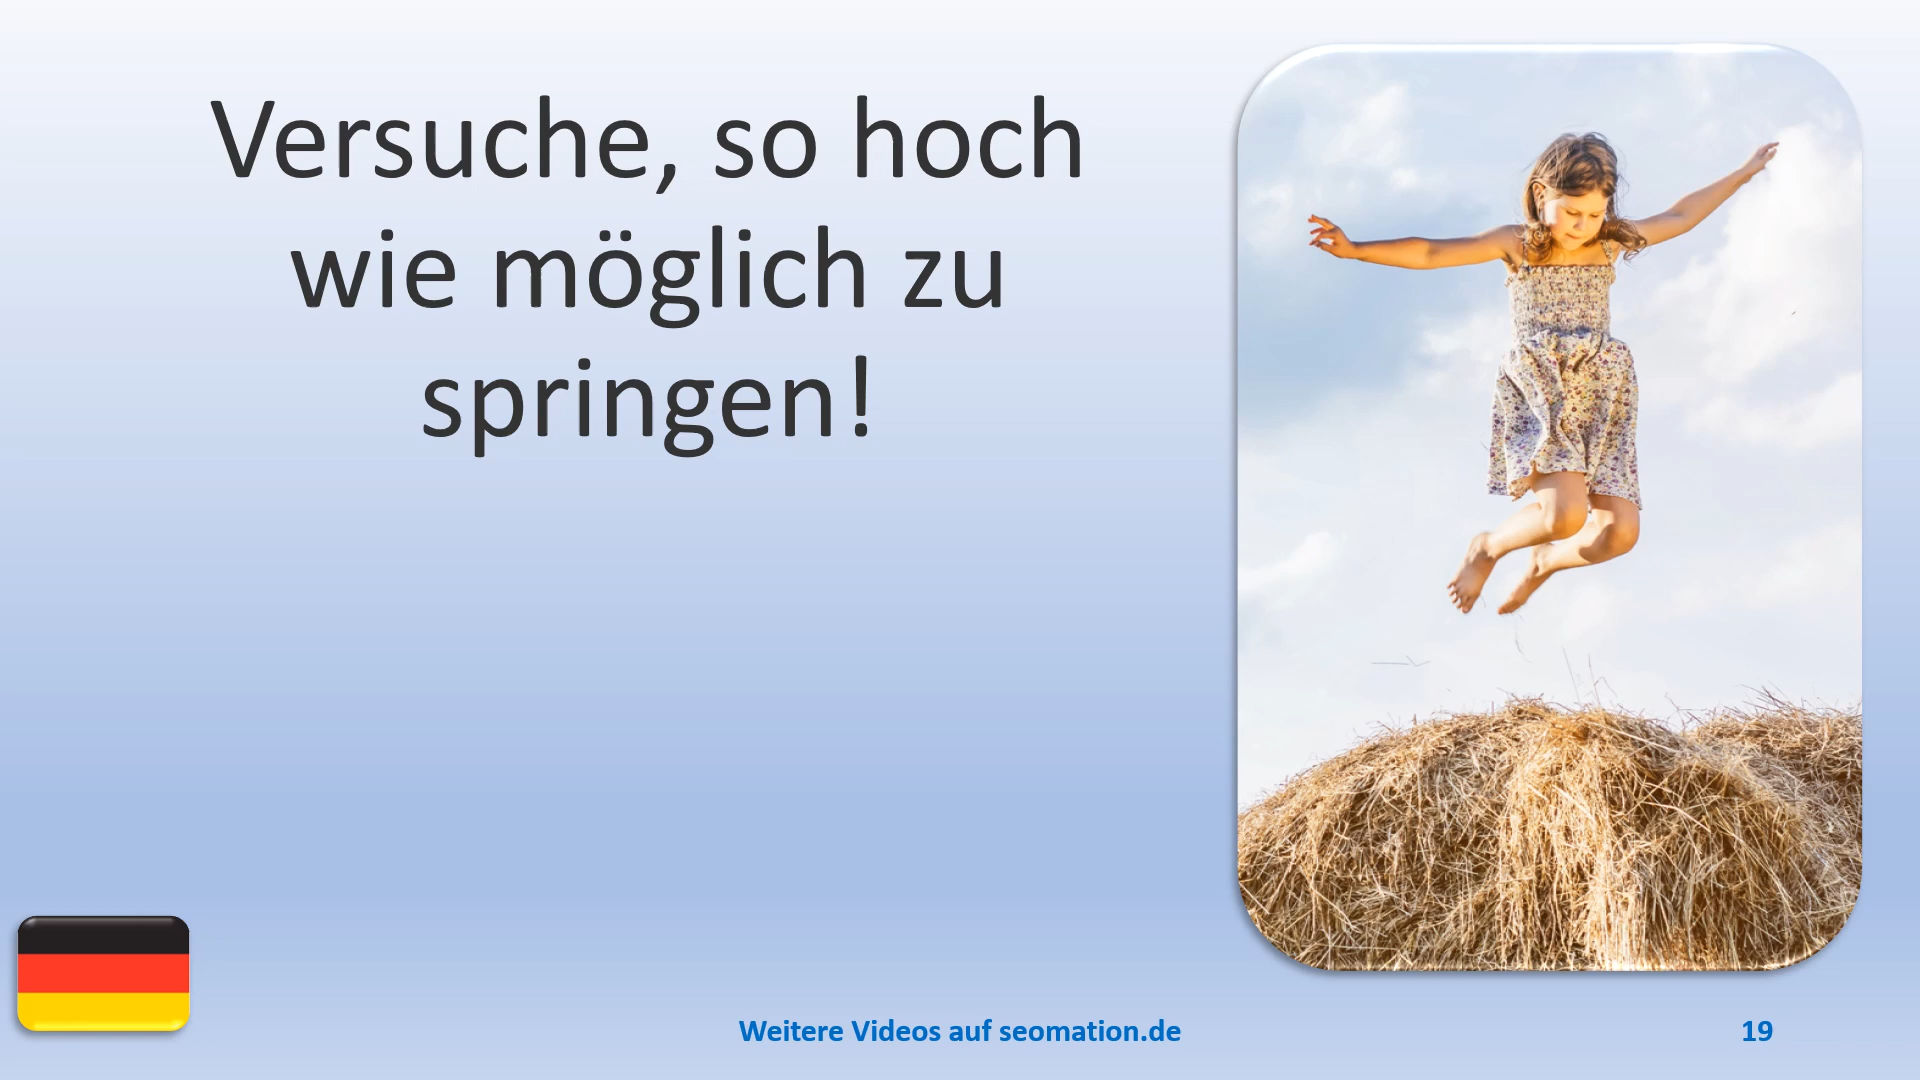 Versuche, so hoch
wie möglich zu
springen!
Weitere Videos auf seomation.de
19